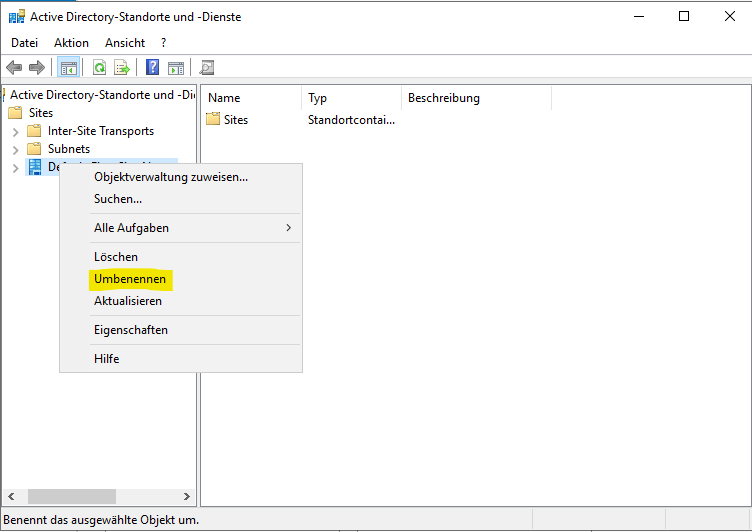 Active Directory-Standorte und -Dienste
Datei Aktion Ansicht ?
Active Directory-Standorte und -Di
Name Typ Beschreibung
Sites
Sites Standortcontai...
Inter-Site Transports
Subnets
Objektverwaltung zuweisen...
Suchen...
Alle Aufgaben
Löschen
Umbenennen
Aktualisieren
Eigenschaften
Hilfe
Benennt das ausgewählte Objekt um.